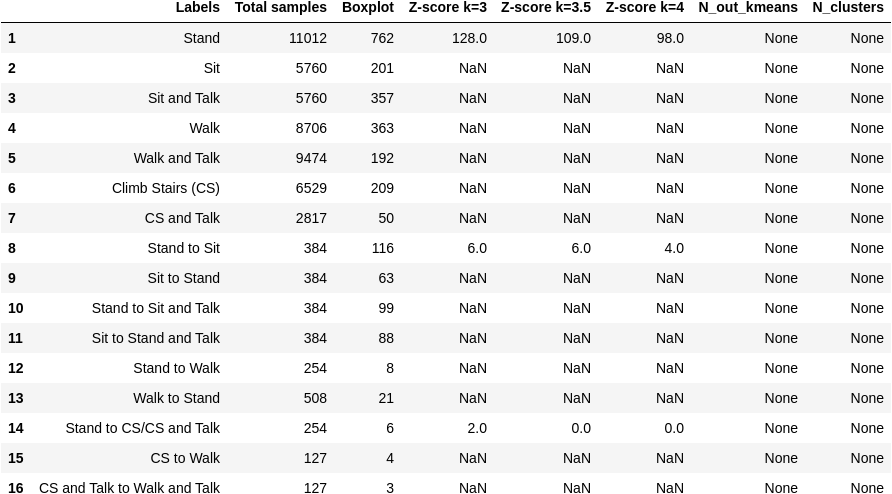 Labels Total samples Boxplot Z-score k=3 Z-score k=3.5 Z-score k=4 N_out_kmeans N_clusters
1 Stand 11012 762 128.0 109.0 98.0 None None
2 Sit 5760 201 NaN NaN NaN None None
3 Sit and Talk 5760 357 NaN NaN NaN None None
4 Walk 8706 363 NaN NaN NaN None None
5 Walk and Talk 9474 192 NaN NaN NaN None None
6 Climb Stairs (CS) 6529 209 NaN NaN NaN None None
7 CS and Talk 2817 50 NaN NaN NaN None None
8 Stand to Sit 384 116 6.0 6.0 4.0 None None
9 Sit to Stand 384 63 NaN NaN NaN None None
10 Stand to Sit and Talk 384 99 NaN NaN NaN None None
11 Sit to Stand and Talk 384 88 NaN NaN NaN None None
12 Stand to Walk 254 8 NaN NaN NaN None None
13 Walk to Stand 508 21 NaN NaN NaN None None
14 Stand to CS/CS and Talk 254 6 2.0 0.0 0.0 None None
15 CS to Walk 127 4 NaN NaN NaN None None
16 CS and Talk to Walk and Talk 127 3 NaN NaN NaN None None